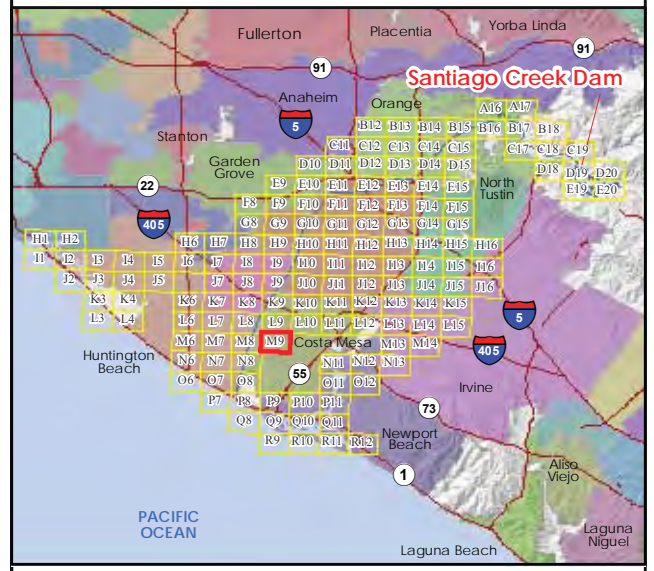 Fullerton
Placentia
Yorba Linda
91
91
Santiago Creek Dam
Anaheim
Orange
5
A16 A17
B12 B13 B14 B15 B16 B17 B18
Stanton
C11 C12 C13 C14 C15 C17 C18 C19
Garden
Grove
D10 D11 D12 D13 D14 D15 D18 D19 D20
22
E9 E10 E11 E12 E13 E14 E15 E19 E20
North
Tustin
F8 F9 F10 F11 F12 F13 F14 F15
405
G8 G9 G10 G11 G12 G13 G14 G15
H1 H2 H6 H7 H8 H9 H10 H11 H12 H13 H14 H15 H16
I1 I2 I3 I4 I5 I6 I7 I8 I9 I10 I11 I12 I13 I14 I15 I16
J2 J3 J4 J5 J7 J8 J9 J10 J11 J12 J13 J14 J15 J16
K3 K4 K6 K7 K8 K9 K10 K11 K12 K13 K14 K15
5
L3 L4 L6 L7 L8 L9 L10 L11 L12 L13 L14 L15
M6 M7 M8 M9 Costa Mesa M13 M14
405
Huntington
Beach
N6 N7 N8 N11 N12 N13
55
O6 O7 O8 O11 O12
Irvine
P7 P8 P9 P10 P11
73
Q8 Q9 Q10 Q11
Newport
Beach
R9 R10 R11 R12
1
Aliso
Viejo
PACIFIC
OCEAN
Laguna
Niguel
Laguna Beach